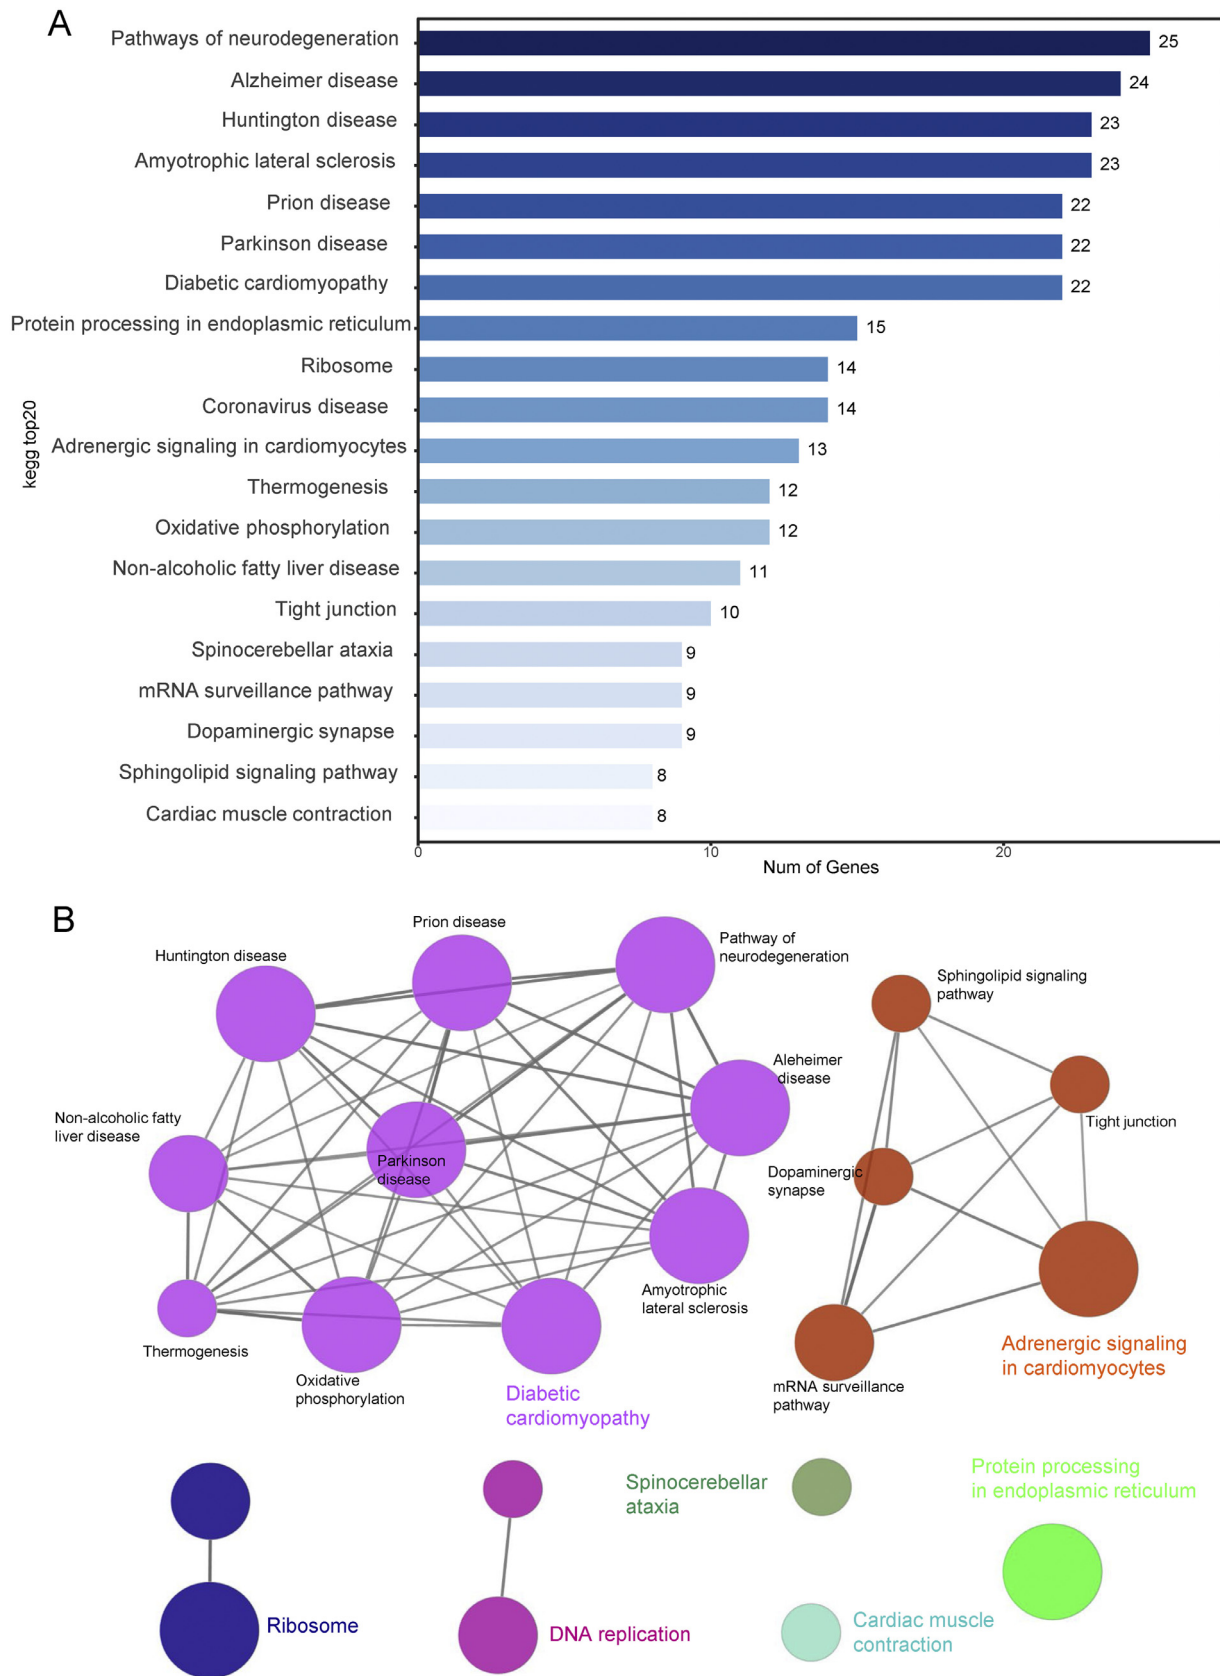 A
Pathways of neurodegeneration
25
Alzheimer disease
24
Huntington disease
23
Amyotrophic lateral sclerosis
23
Prion disease
22
Parkinson disease
22
Diabetic cardiomyopathy
22
Protein processing in endoplasmic reticulum
15
Ribosome
14
Coronavirus disease
14
Adrenergic signaling in cardiomyocytes
13
Thermogenesis
12
Oxidative phosphorylation
12
Non-alcoholic fatty liver disease
11
Tight junction
10
Spinocerebellar ataxia
9
mRNA surveillance pathway
9
Dopaminergic synapse
9
Sphingolipid signaling pathway
8
Cardiac muscle contraction
8
kegg top20
0
10
20
Num of Genes
B
Huntington disease
Prion disease
Pathway of
neurodegeneration
Sphingolipid signaling
pathway
Aleheimer
disease
Non-alcoholic fatty
liver disease
Parkinson
disease
Tight junction
Dopaminergic
synapse
Amyotrophic
lateral sclerosis
Thermogenesis
Oxidative
phosphorylation
Diabetic
cardiomyopathy
mRNA surveillance
pathway
Adrenergic signaling
in cardiomyocytes
Spinocerebellar
ataxia
Protein processing
in endoplasmic reticulum
Ribosome
DNA replication
Cardiac muscle
contraction